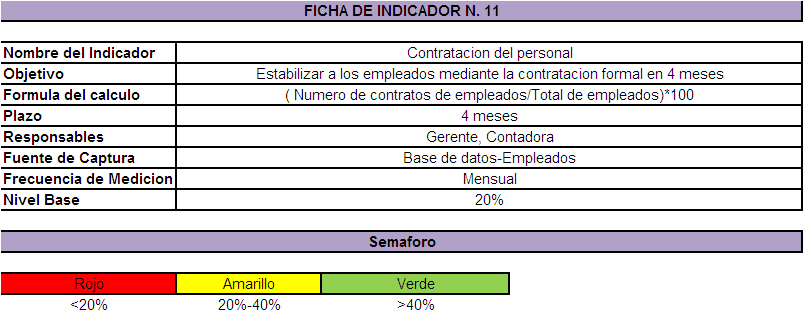 FICHA DE INDICADOR N. 11
Nombre del Indicador Contratacion del personal
Objetivo Estabilizar a los empleados mediante la contratacion formal en 4 meses
Formula del calculo ( Numero de contratos de empleados/Total de empleados)*100
Plazo 4 meses
Responsables Gerente, Contadora
Fuente de Captura Base de datos-Empleados
Frecuencia de Medicion Mensual
Nivel Base 20%
Semaforo
Rojo Amarillo Verde
<20% 20%-40% >40%